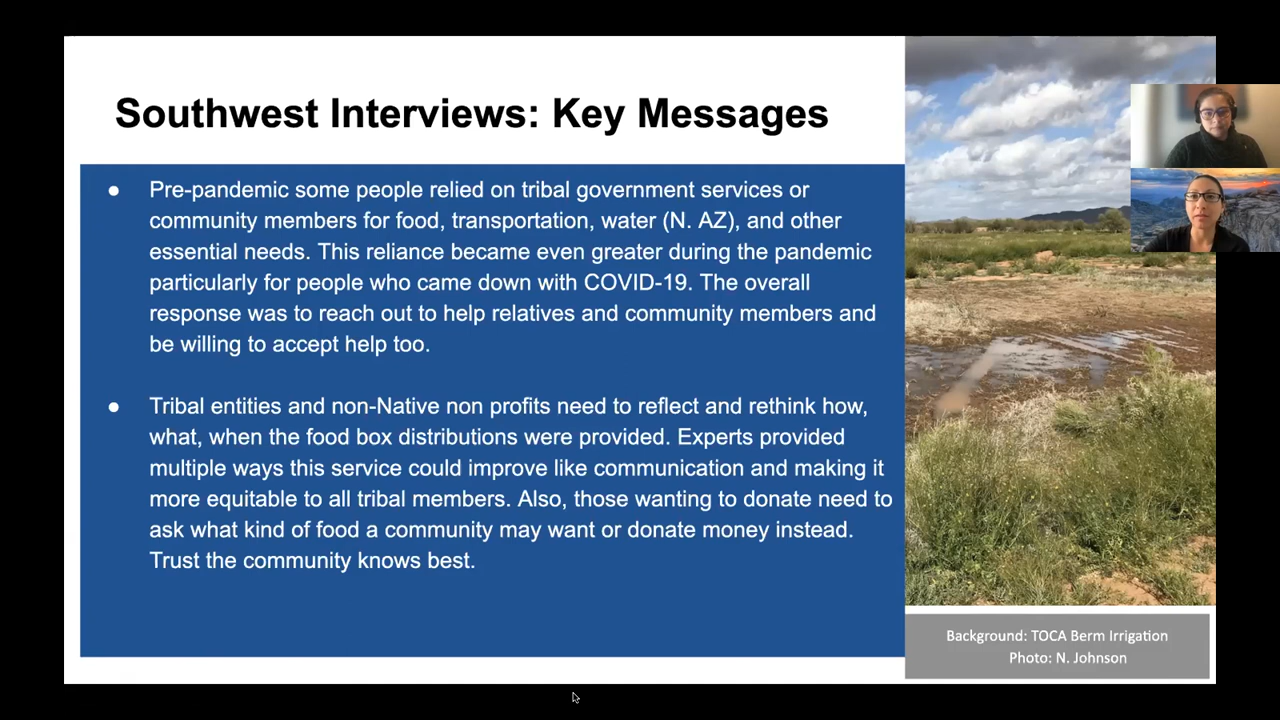 Southwest Interviews: Key Messages
● Pre-pandemic some people relied on tribal government services or
community members for food, transportation, water (N. AZ), and other
essential needs. This reliance became even greater during the pandemic
particularly for people who came down with COVID-19. The overall
response was to reach out to help relatives and community members and
be willing to accept help too.
● Tribal entities and non-Native non profits need to reflect and rethink how,
what, when the food box distributions were provided. Experts provided
multiple ways this service could improve like communication and making it
more equitable to all tribal members. Also, those wanting to donate need to
ask what kind of food a community may want or donate money instead.
Trust the community knows best.
Background: TOCA Berm Irrigation
Photo: N. Johnson